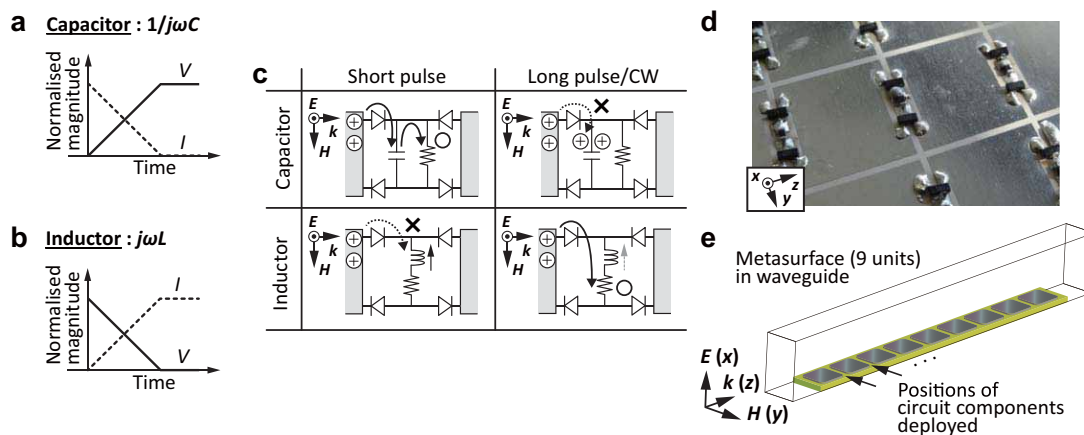 a
Capacitor : 1/jωC
Normalised
magnitude
V
I
Time
b
Inductor : jωL
Normalised
magnitude
I
V
Time
c
Short pulse
Long pulse/CW
Capacitor
E
k
H
E
k
H
Inductor
E
k
H
E
k
H
d
x
z
y
e
Metasurface (9 units)
in waveguide
E (x)
k (z)
H (y)
. . .
Positions of
circuit components
deployed